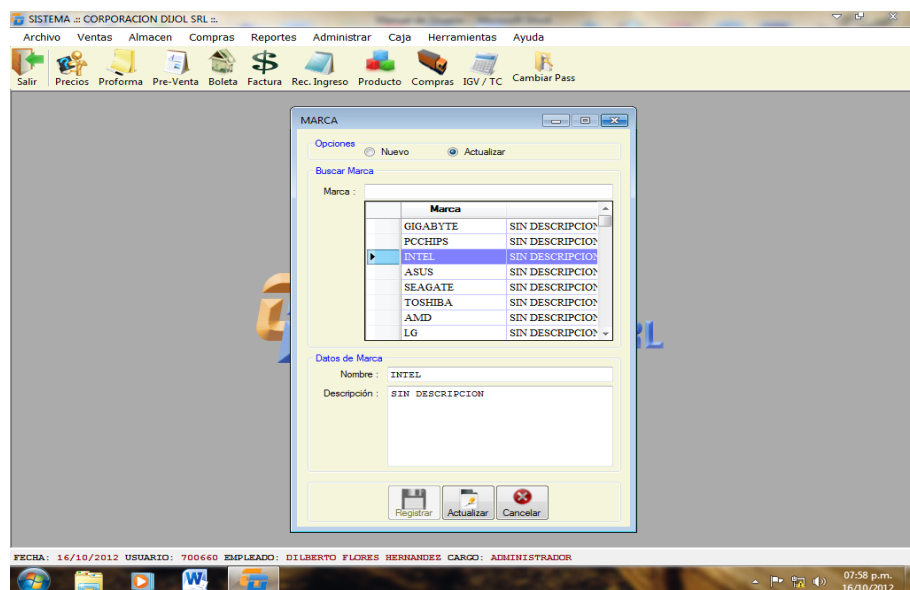 SISTEMA .:: CORPORACION DIJOL SRL ::.
Archivo Ventas Almacen Compras Reportes Administrar Caja Herramientas Ayuda
Salir Precios Proforma Pre-Venta Boleta Factura Rec. Ingreso Producto Compras IGV / TC Cambiar Pass
MARCA
Opciones
Nuevo Actualizar
Buscar Marca
Marca :
Marca
GIGABYTE SIN DESCRIPCION
PCCHIPS SIN DESCRIPCION
INTEL SIN DESCRIPCION
ASUS SIN DESCRIPCION
SEAGATE SIN DESCRIPCION
TOSHIBA SIN DESCRIPCION
AMD SIN DESCRIPCION
LG SIN DESCRIPCION
RL
Datos de Marca
Nombre : INTEL
Descripción : SIN DESCRIPCION
Registrar Actualizar Cancelar
FECHA: 16/10/2012 USUARIO: 700660 EMPLEADO: DILBERTO FLORES HERNANDEZ CARGO: ADMINISTRADOR
07:58 p.m.
16/10/2012